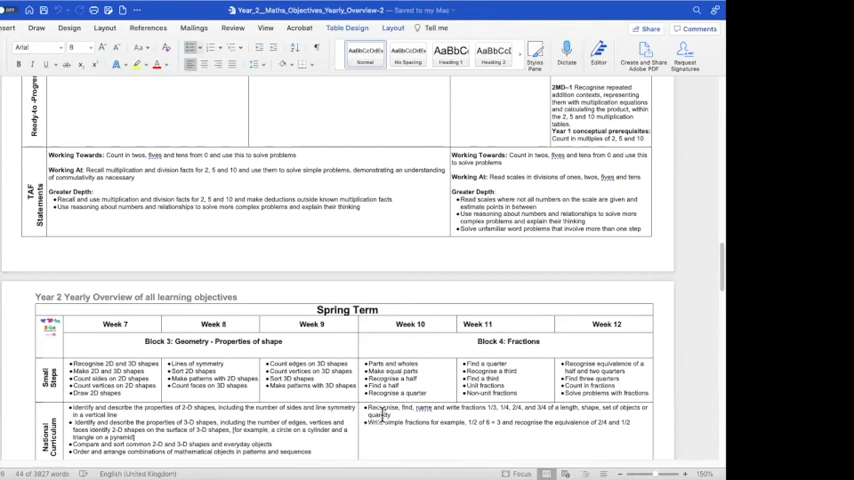 OFF
Year_2__Maths_Objectives_Yearly_Overview-2 — Saved to my Mac
Insert Draw Design Layout References Mailings Review View Acrobat Table Design Layout Tell me
Share Comments
Arial 8 Aa
AaBbCcDdEe AaBbCcDdEe AaBbC AaBbCcD
Normal No Spacing Heading 1 Heading 2
Styles Pane Dictate Editor Create and Share Adobe PDF Request Signatures
B I U ab x x A A
Ready-to-Progress
2MD–1 Recognise repeated
addition contexts, representing
them with multiplication equations
and calculating the product, within
the 2, 5 and 10 multiplication
tables.
Year 1 conceptual prerequisites:
Count in multiples of 2, 5 and 10
TAF
Statements
Working Towards: Count in twos, fives and tens from 0 and use this to solve problems
Working At: Recall multiplication and division facts for 2, 5 and 10 and use them to solve simple problems, demonstrating an understanding
of commutativity as necessary
Greater Depth:
• Recall and use multiplication and division facts for 2, 5 and 10 and make deductions outside known multiplication facts
• Use reasoning about numbers and relationships to solve more complex problems and explain their thinking
Working Towards: Count in twos, fives and tens from 0 and use this
to solve problems
Working At: Read scales in divisions of ones, twos, fives and tens
Greater Depth:
• Read scales where not all numbers on the scale are given and
estimate points in between
• Use reasoning about numbers and relationships to solve more
complex problems and explain their thinking
• Solve unfamiliar word problems that involve more than one step
Year 2 Yearly Overview of all learning objectives
Spring Term
Week 7 Week 8 Week 9 Week 10 Week 11 Week 12
Block 3: Geometry - Properties of shape Block 4: Fractions
Small
Steps
• Recognise 2D and 3D shapes
• Make 2D and 3D shapes
• Count sides on 2D shapes
• Count vertices on 2D shapes
• Draw 2D shapes
• Lines of symmetry
• Sort 2D shapes
• Make patterns with 2D shapes
• Count faces on 3D shapes
• Count edges on 3D shapes
• Count vertices on 3D shapes
• Sort 3D shapes
• Make patterns with 3D shapes
• Parts and wholes
• Make equal parts
• Recognise a half
• Find a half
• Recognise a quarter
• Find a quarter
• Recognise a third
• Find a third
• Unit fractions
• Non-unit fractions
• Recognise equivalence of a
half and two quarters
• Find three quarters
• Count in fractions
• Solve problems with fractions
National
Curriculum
• Identify and describe the properties of 2-D shapes, including the number of sides and line symmetry
in a vertical line
• Identify and describe the properties of 3-D shapes, including the number of edges, vertices and
faces identify 2-D shapes on the surface of 3-D shapes, [for example, a circle on a cylinder and a
triangle on a pyramid]
• Compare and sort common 2-D and 3-D shapes and everyday objects
• Order and arrange combinations of mathematical objects in patterns and sequences
• Recognise, find, name and write fractions 1/3, 1/4, 2/4, and 3/4 of a length, shape, set of objects or
quantity
• Write simple fractions for example, 1/2 of 6 = 3 and recognise the equivalence of 2/4 and 1/2
6 44 of 3827 words English (United Kingdom) Focus 150%